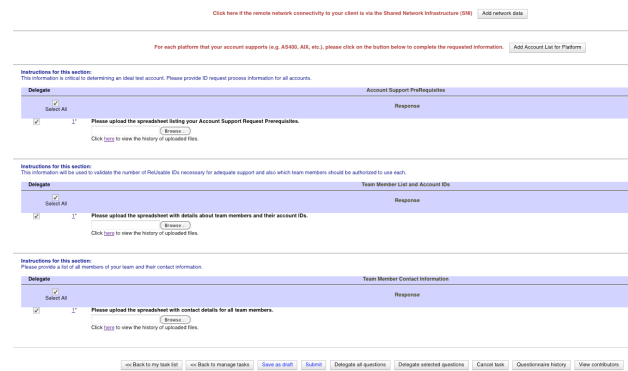 Click here if the remote network connectivity to your client is via the Shared Network Infrastructure (SNI) Add network data
For each platform that your account supports (e.g. AS400, AIX, etc.), please click on the button below to complete the requested information. Add Account List for Platform
Instructions for this section:
This information is critical to determining an ideal test account. Please provide ID request process information for all accounts.
Delegate Account Support PreRequisites
Select All Response
1* Please upload the spreadsheet listing your Account Support Request Prerequisites.
Browse...
Click here to view the history of uploaded files.
Instructions for this section:
This information will be used to validate the number of ReUsable IDs necessary for adequate support and also which team members should be authorized to use each.
Delegate Team Member List and Account IDs
Select All Response
1* Please upload the spreadsheet with details about team members and their account IDs.
Browse...
Click here to view the history of uploaded files.
Instructions for this section:
Please provide a list of all members of your team and their contact information.
Delegate Team Member Contact Information
Select All Response
1* Please upload the spreadsheet with contact details for all team members.
Browse...
Click here to view the history of uploaded files.
<< Back to my task list << Back to manage tasks Save as draft Submit Delegate all questions Delegate selected questions Cancel task Questionnaire history View contributors